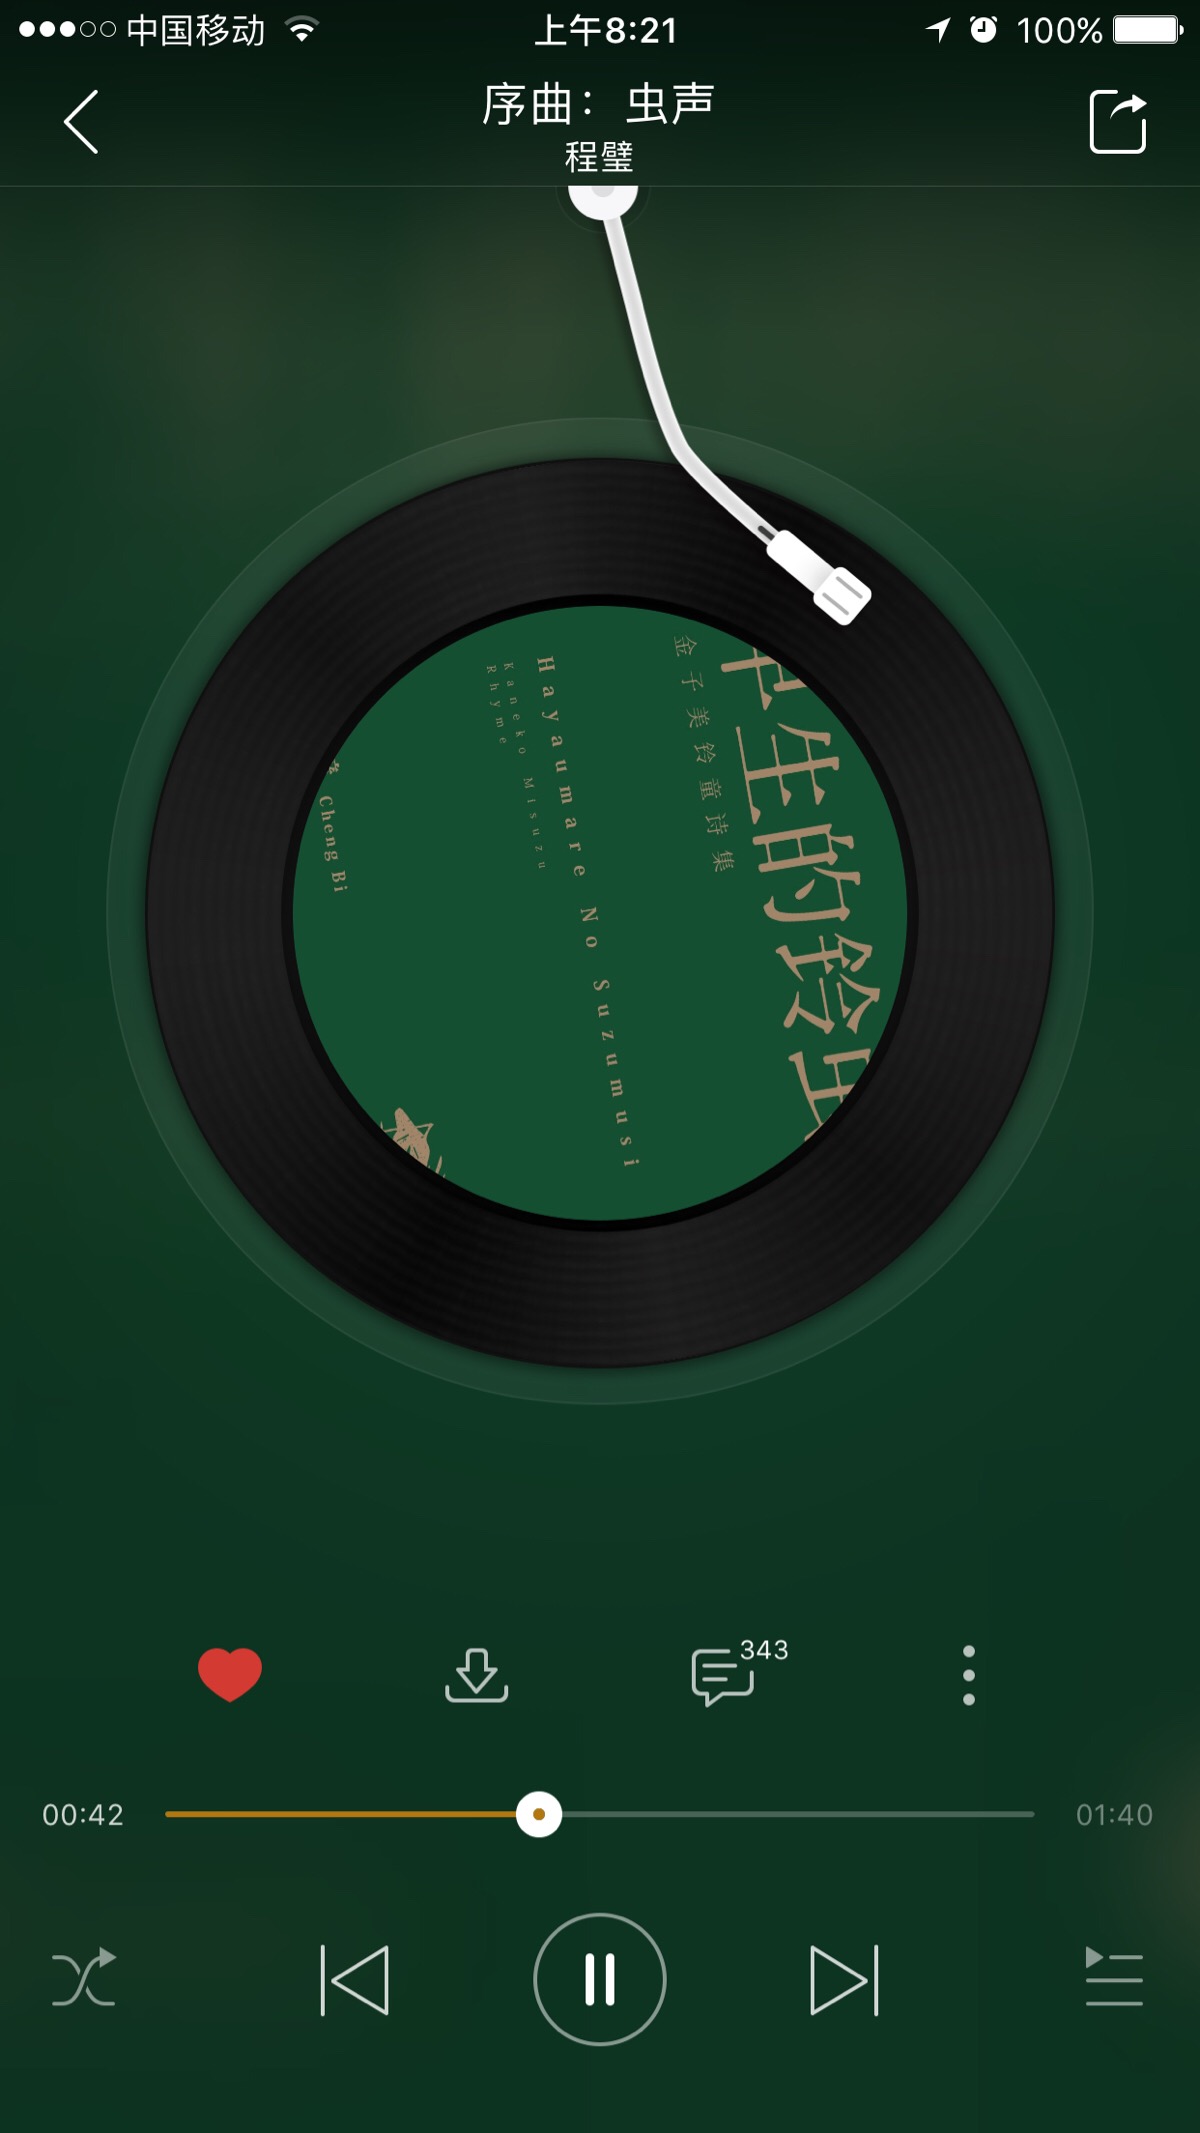 中国移动
上午8:21
100%
序曲：虫声
程璧
生的铃
金子美铃童诗集
Hayaumare No Suzumusi
Kaneko Misuzu
Rhyme
Cheng Bi
343
00:42
01:40